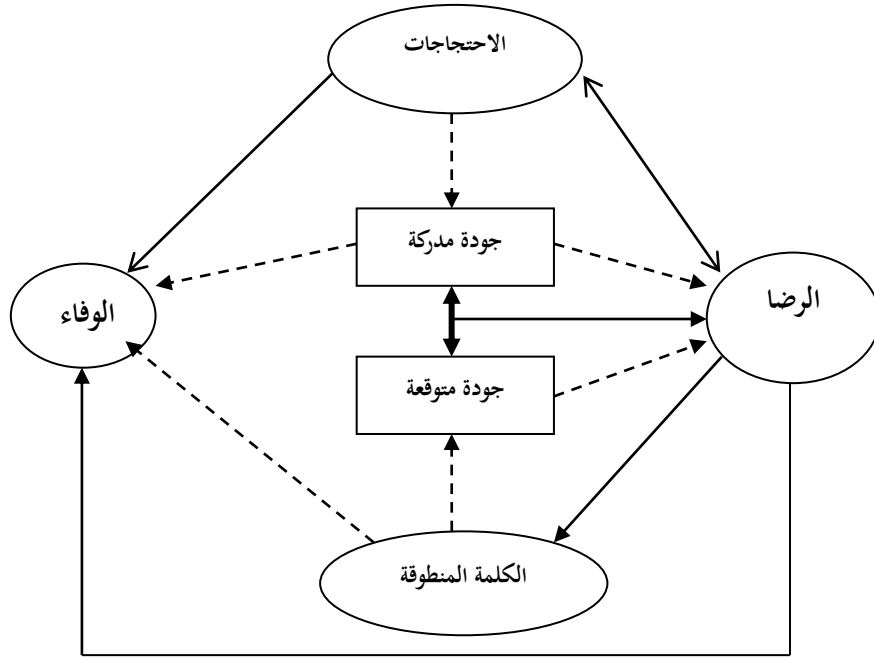 الاحتجاجات
جودة مدركة
الرضا
الوفاء
جودة متوقعة
الكلمة المنطوقة